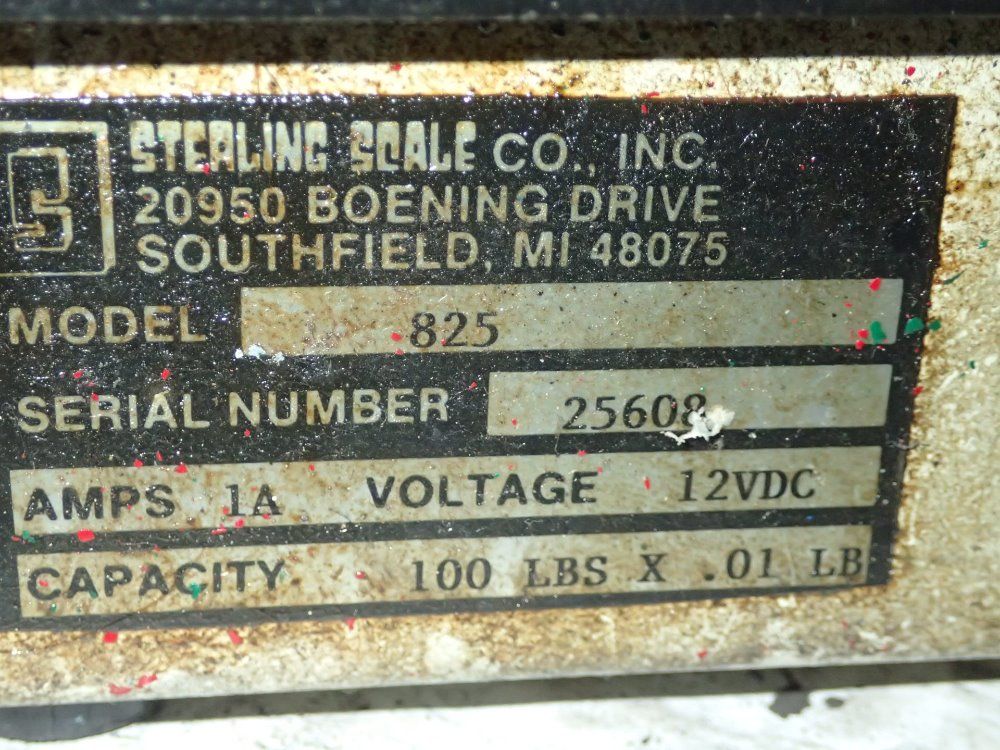 S
STERLING SCALE CO., INC.
20950 BOENING DRIVE
SOUTHFIELD, MI 48075
MODEL 825
SERIAL NUMBER 25608
AMPS 1A VOLTAGE 12VDC
CAPACITY 100 LBS X .01 LB